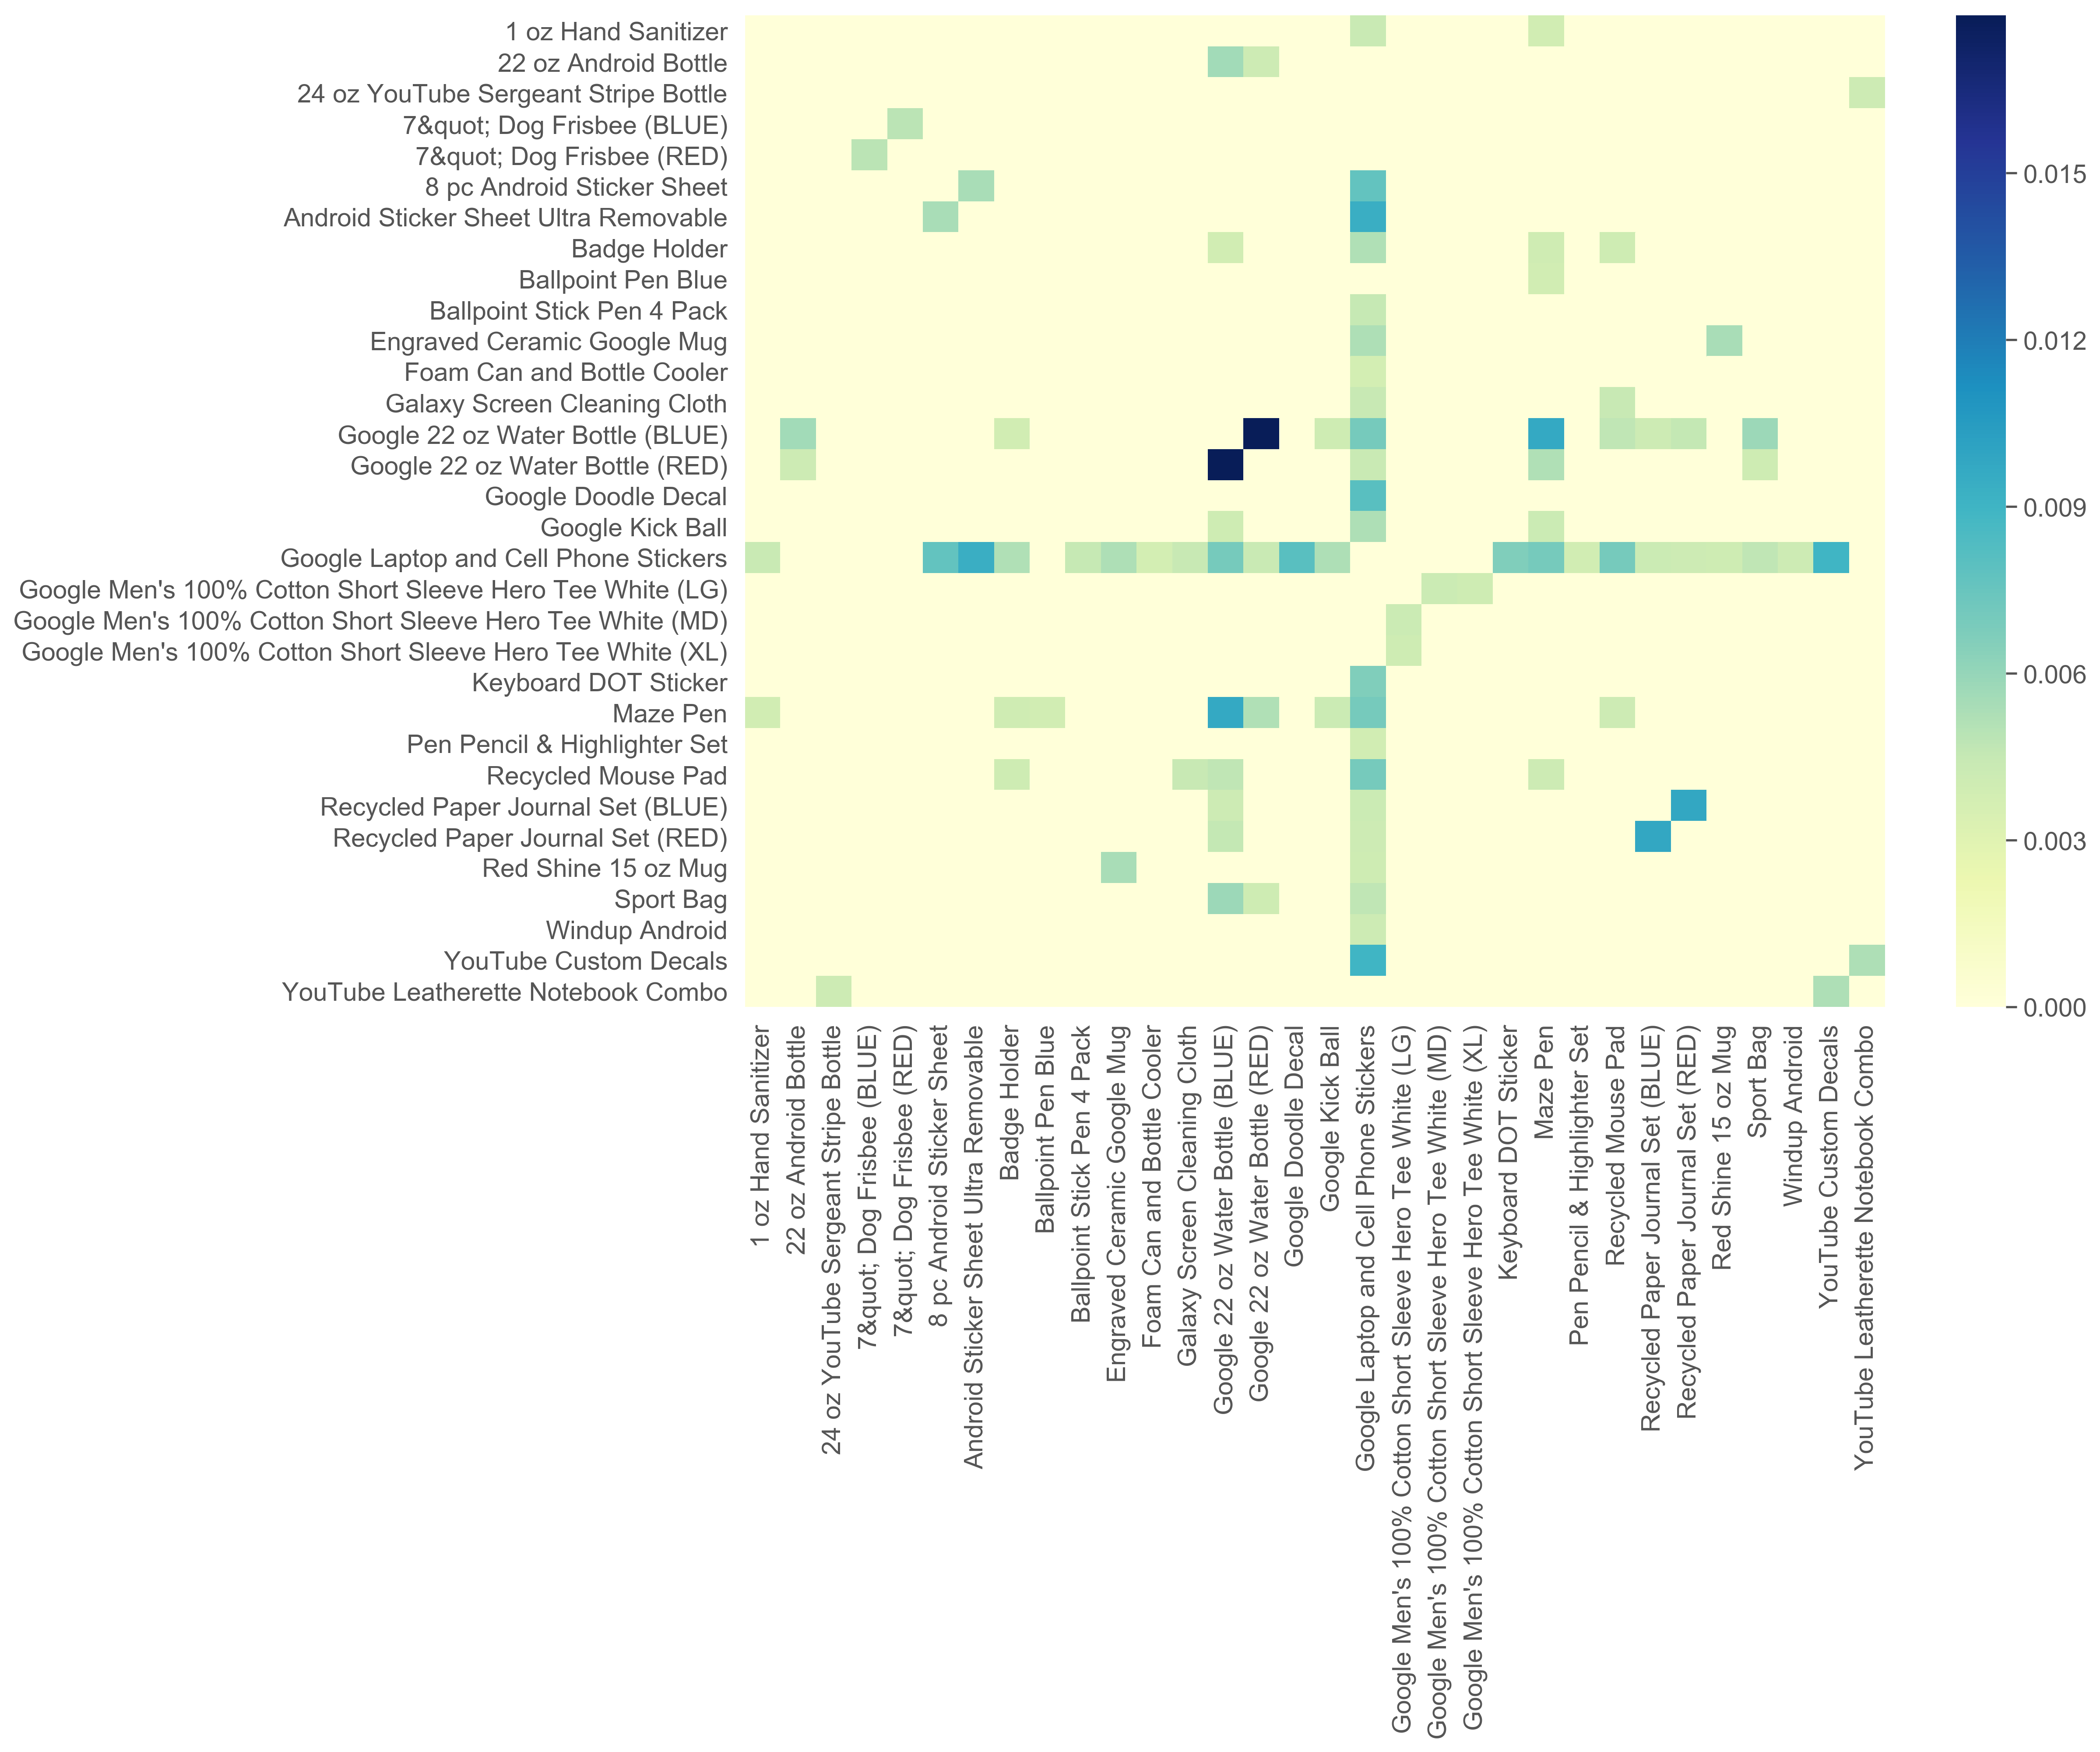 1 oz Hand Sanitizer
22 oz Android Bottle
24 oz YouTube Sergeant Stripe Bottle
7&quot; Dog Frisbee (BLUE)
7&quot; Dog Frisbee (RED)
8 pc Android Sticker Sheet
Android Sticker Sheet Ultra Removable
Badge Holder
Ballpoint Pen Blue
Ballpoint Stick Pen 4 Pack
Engraved Ceramic Google Mug
Foam Can and Bottle Cooler
Galaxy Screen Cleaning Cloth
Google 22 oz Water Bottle (BLUE)
Google 22 oz Water Bottle (RED)
Google Doodle Decal
Google Kick Ball
Google Laptop and Cell Phone Stickers
Google Men's 100% Cotton Short Sleeve Hero Tee White (LG)
Google Men's 100% Cotton Short Sleeve Hero Tee White (MD)
Google Men's 100% Cotton Short Sleeve Hero Tee White (XL)
Keyboard DOT Sticker
Maze Pen
Pen Pencil & Highlighter Set
Recycled Mouse Pad
Recycled Paper Journal Set (BLUE)
Recycled Paper Journal Set (RED)
Red Shine 15 oz Mug
Sport Bag
Windup Android
YouTube Custom Decals
YouTube Leatherette Notebook Combo
1 oz Hand Sanitizer
22 oz Android Bottle
24 oz YouTube Sergeant Stripe Bottle
7&quot; Dog Frisbee (BLUE)
7&quot; Dog Frisbee (RED)
8 pc Android Sticker Sheet
Android Sticker Sheet Ultra Removable
Badge Holder
Ballpoint Pen Blue
Ballpoint Stick Pen 4 Pack
Engraved Ceramic Google Mug
Foam Can and Bottle Cooler
Galaxy Screen Cleaning Cloth
Google 22 oz Water Bottle (BLUE)
Google 22 oz Water Bottle (RED)
Google Doodle Decal
Google Kick Ball
Google Laptop and Cell Phone Stickers
Google Men's 100% Cotton Short Sleeve Hero Tee White (LG)
Google Men's 100% Cotton Short Sleeve Hero Tee White (MD)
Google Men's 100% Cotton Short Sleeve Hero Tee White (XL)
Keyboard DOT Sticker
Maze Pen
Pen Pencil & Highlighter Set
Recycled Mouse Pad
Recycled Paper Journal Set (BLUE)
Recycled Paper Journal Set (RED)
Red Shine 15 oz Mug
Sport Bag
Windup Android
YouTube Custom Decals
YouTube Leatherette Notebook Combo
0.015
0.012
0.009
0.006
0.003
0.000